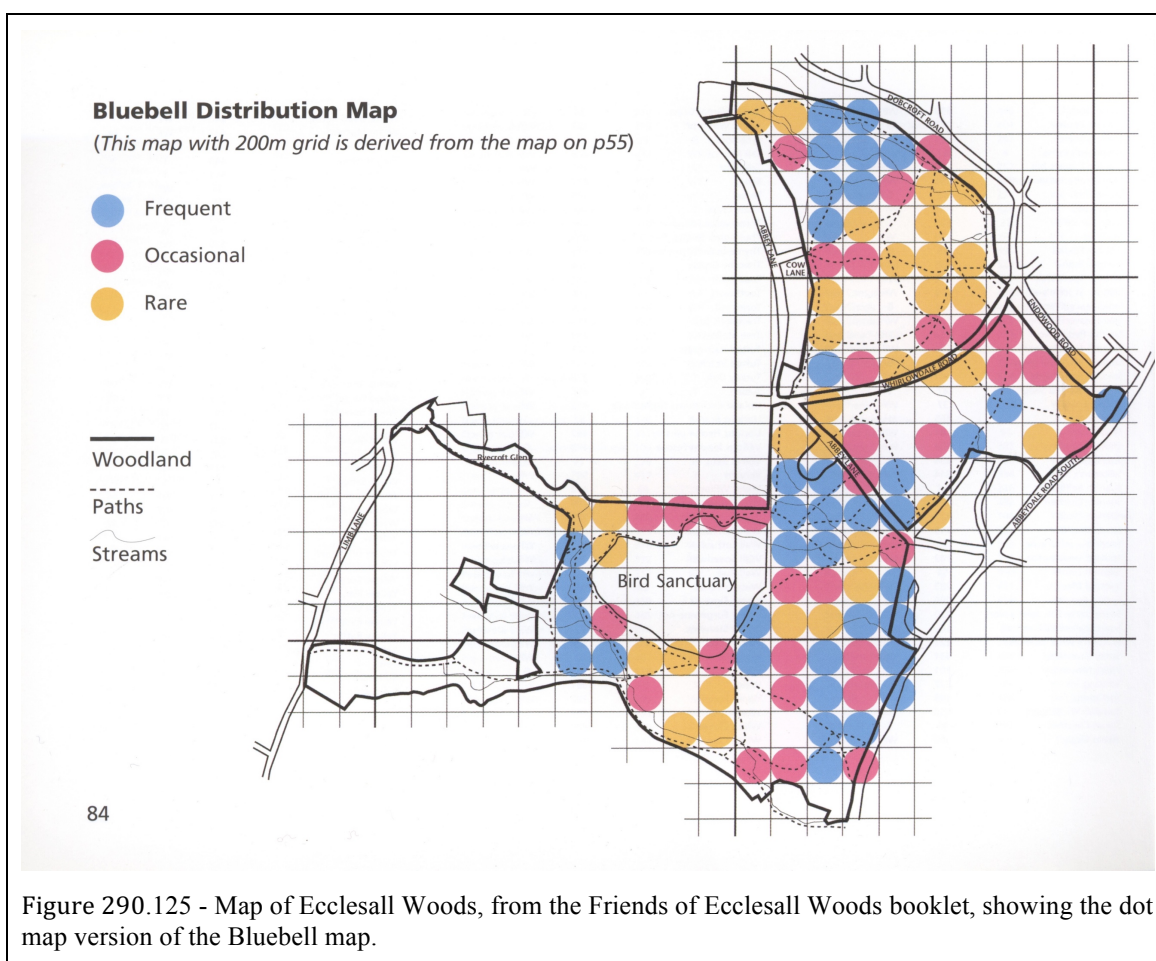 Bluebell Distribution Map
(This map with 200m grid is derived from the map on p55)
Frequent
Occasional
Rare
Woodland
Paths
Streams
DOBCROFT ROAD
ABBEY LANE
COW
LANE
ENDOWOOD ROAD
WHIRLOWDALE ROAD
ABBEY LANE
ABBEYDALE ROAD SOUTH
Ryecroft Glen
LIMB LANE
Bird Sanctuary
84
Figure 290.125 - Map of Ecclesall Woods, from the Friends of Ecclesall Woods booklet, showing the dot
map version of the Bluebell map.